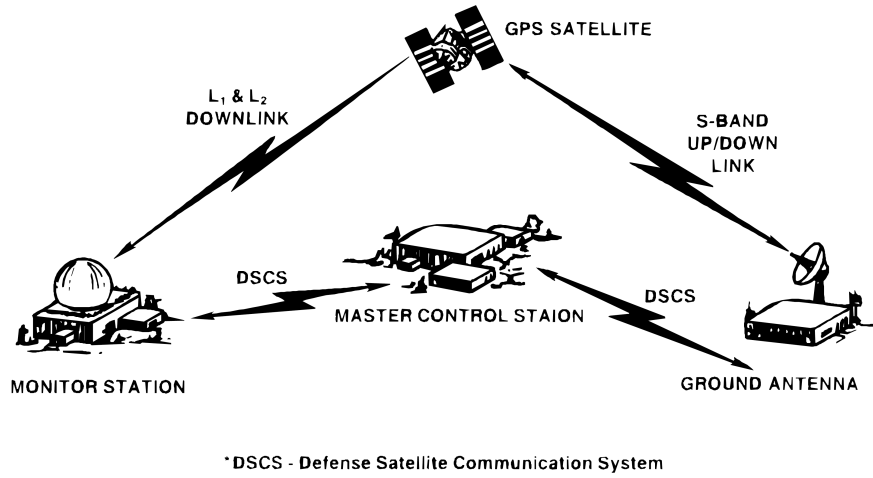 GPS SATELLITE
L₁ & L₂
DOWNLINK
S-BAND
UP/DOWN
LINK
DSCS
MASTER CONTROL STAION
DSCS
MONITOR STATION
GROUND ANTENNA
*DSCS - Defense Satellite Communication System